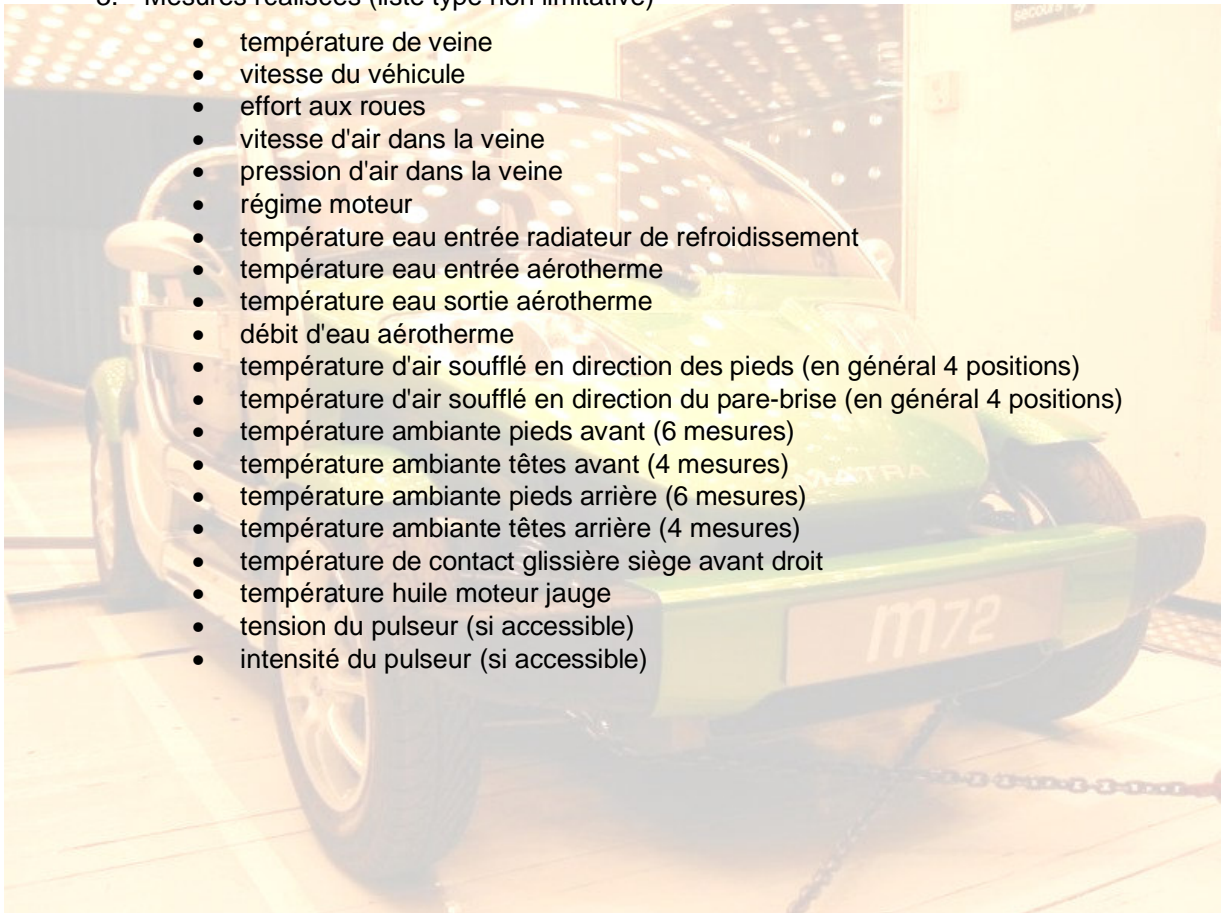 Mesures réalisées (liste type non limitative)
• température de veine
• vitesse du véhicule
• effort aux roues
• vitesse d'air dans la veine
• pression d'air dans la veine
• régime moteur
• température eau entrée radiateur de refroidissement
• température eau entrée aérotherme
• température eau sortie aérotherme
• débit d'eau aérotherme
• température d'air soufflé en direction des pieds (en général 4 positions)
• température d'air soufflé en direction du pare-brise (en général 4 positions)
• température ambiante pieds avant (6 mesures)
• température ambiante têtes avant (4 mesures)
• température ambiante pieds arrière (6 mesures)
• température ambiante têtes arrière (4 mesures)
• température de contact glissière siège avant droit
• température huile moteur jauge
• tension du pulseur (si accessible)
• intensité du pulseur (si accessible)
secours
MATRA
m72